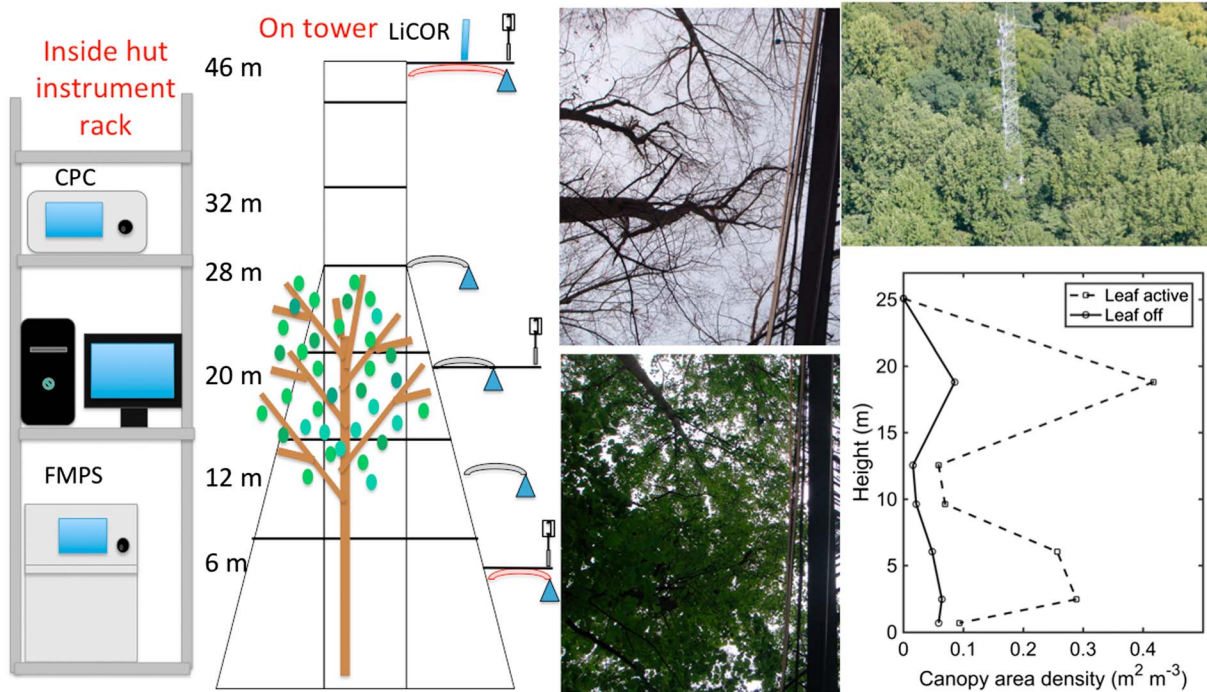 Inside hut
instrument
rack
CPC
FMPS
On tower
LiCOR
46 m
32 m
28 m
20 m
12 m
6 m
Leaf active
Leaf off
Height (m)
25
20
15
10
5
0
0 0.1 0.2 0.3 0.4
Canopy area density (m² m⁻³)